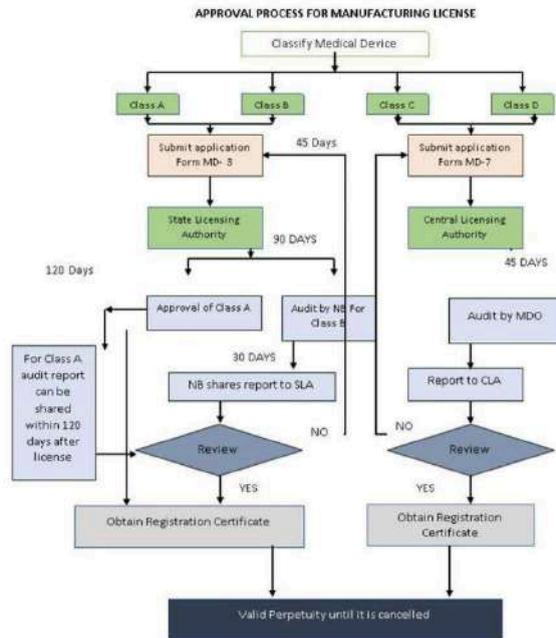 APPROVAL PROCESS FOR MANUFACTURING LICENSE
Classify Medical Device
Class A
Class B
Class C
Class D
Submit application
Form MD- 3
45 Days
Submit application
Form MD-7
State Licensing
Authority
Central Licensing
Authority
90 DAYS
45 DAYS
120 Days
Approval of Class A
Audit by NB For
Class B
Audit by MDO
For Class A
audit report
can be
shared
within 120
days after
license
30 DAYS
NB shares report to SLA
Report to CLA
Review
NO
NO
Review
YES
YES
Obtain Registration Certificate
Obtain Registration
Certificate
Valid Perpetuity until it is cancelled